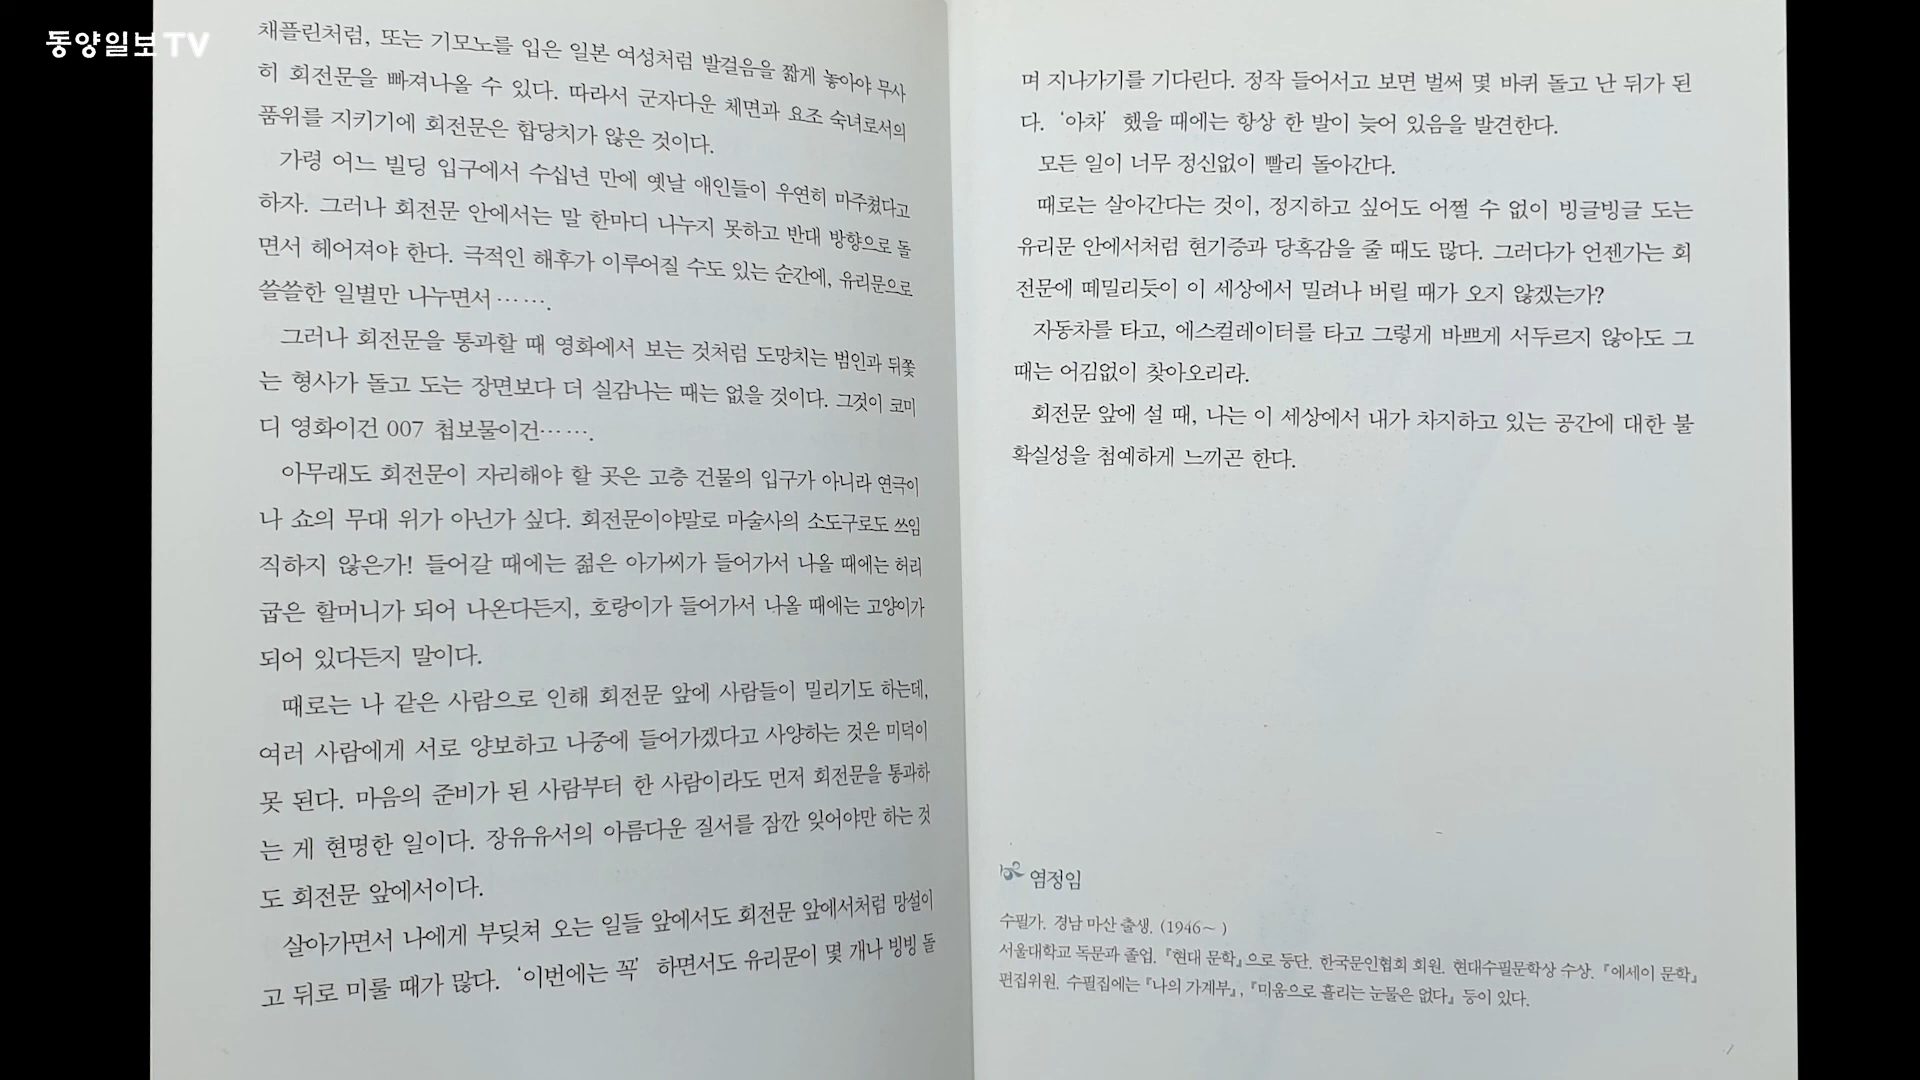 동양일보TV
채플린처럼, 또는 기모노를 입은 일본 여성처럼 발걸음을 짧게 놓아야 무사
히 회전문을 빠져나올 수 있다. 따라서 군자다운 체면과 요조 숙녀로서의
품위를 지키기에 회전문은 합당치가 않은 것이다.
가령 어느 빌딩 입구에서 수십년 만에 옛날 애인들이 우연히 마주쳤다고
하자. 그러나 회전문 안에서는 말 한마디 나누지 못하고 반대 방향으로 돌
면서 헤어져야 한다. 극적인 해후가 이루어질 수도 있는 순간에, 유리문으로
쓸쓸한 일별만 나누면서…….
그러나 회전문을 통과할 때 영화에서 보는 것처럼 도망치는 범인과 뒤쫓
는 형사가 돌고 도는 장면보다 더 실감나는 때는 없을 것이다. 그것이 코미
디 영화이건 007 첩보물이건…….
아무래도 회전문이 자리해야 할 곳은 고층 건물의 입구가 아니라 연극이
나 쇼의 무대 위가 아닌가 싶다. 회전문이야말로 마술사의 소도구로도 쓰임
직하지 않은가! 들어갈 때에는 젊은 아가씨가 들어가서 나올 때에는 허리
굽은 할머니가 되어 나온다든지, 호랑이가 들어가서 나올 때에는 고양이가
되어 있다든지 말이다.
때로는 나 같은 사람으로 인해 회전문 앞에 사람들이 밀리기도 하는데,
여러 사람에게 서로 양보하고 나중에 들어가겠다고 사양하는 것은 미덕이
못 된다. 마음의 준비가 된 사람부터 한 사람이라도 먼저 회전문을 통과하
는 게 현명한 일이다. 장유유서의 아름다운 질서를 잠깐 잊어야만 하는 것
도 회전문 앞에서이다.
살아가면서 나에게 부딪쳐 오는 일들 앞에서도 회전문 앞에서처럼 망설이
고 뒤로 미룰 때가 많다. ‘이번에는 꼭’ 하면서도 유리문이 몇 개나 빙빙 돌
며 지나가기를 기다린다. 정작 들어서고 보면 벌써 몇 바퀴 돌고 난 뒤가 된
다. ‘아차’ 했을 때에는 항상 한 발이 늦어 있음을 발견한다.
모든 일이 너무 정신없이 빨리 돌아간다.
때로는 살아간다는 것이, 정지하고 싶어도 어쩔 수 없이 빙글빙글 도는
유리문 안에서처럼 현기증과 당혹감을 줄 때도 많다. 그러다가 언젠가는 회
전문에 떼밀리듯이 이 세상에서 밀려나 버릴 때가 오지 않겠는가?
자동차를 타고, 에스컬레이터를 타고 그렇게 바쁘게 서두르지 않아도 그
때는 어김없이 찾아오리라.
회전문 앞에 설 때, 나는 이 세상에서 내가 차지하고 있는 공간에 대한 불
확실성을 첨예하게 느끼곤 한다.
염정임
수필가. 경남 마산 출생. (1946~ )
서울대학교 독문과 졸업. 『현대 문학』으로 등단. 한국문인협회 회원. 현대수필문학상 수상. 『에세이 문학』
편집위원. 수필집에는 『나의 가계부』, 『미움으로 흘리는 눈물은 없다』 등이 있다.